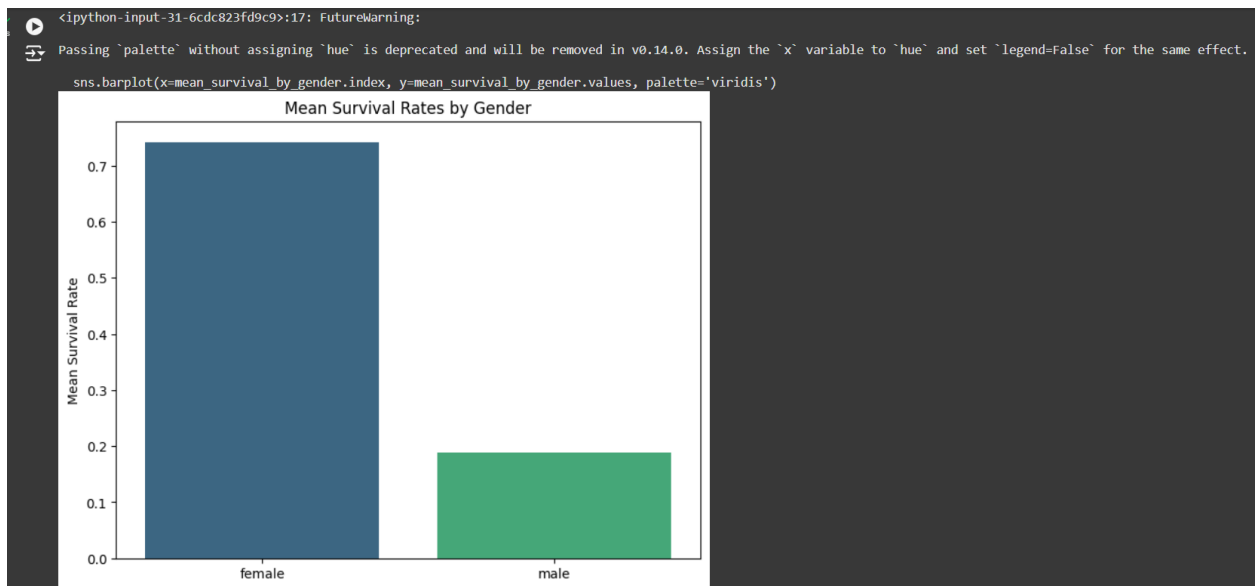 <ipython-input-31-6cdc823fd9c9>:17: FutureWarning:
Passing `palette` without assigning `hue` is deprecated and will be removed in v0.14.0. Assign the `x` variable to `hue` and set `legend=False` for the same effect.
sns.barplot(x=mean_survival_by_gender.index, y=mean_survival_by_gender.values, palette='viridis')
Mean Survival Rates by Gender
Mean Survival Rate
0.7
0.6
0.5
0.4
0.3
0.2
0.1
0.0
female
male